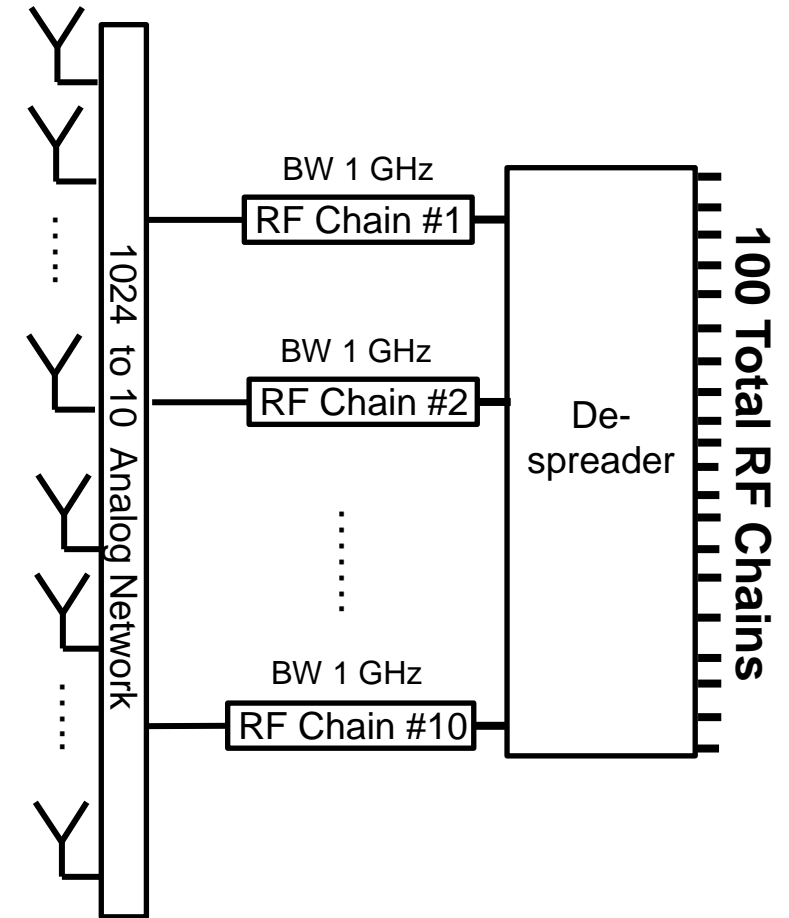 1024 to 10 Analog Network
BW 1 GHz
RF Chain #1
BW 1 GHz
RF Chain #2
BW 1 GHz
RF Chain #10
De-
spreader
100 Total RF Chains